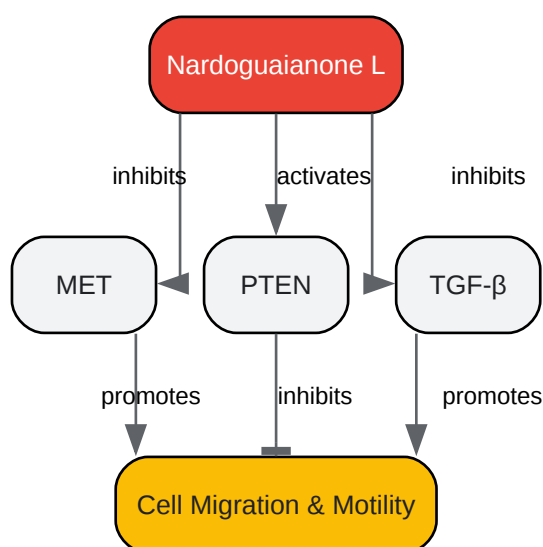 Nardoguaianone L
inhibits
activates
inhibits
MET
PTEN
TGF-β
promotes
inhibits
promotes
Cell Migration & Motility